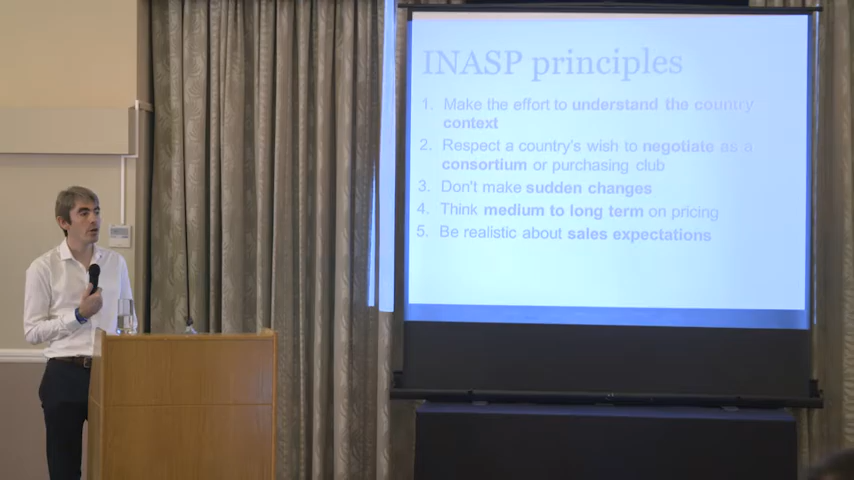 INASP principles
1. Make the effort to understand the country
context
2. Respect a country's wish to negotiate as a
consortium or purchasing club
3. Don't make sudden changes
4. Think medium to long term on pricing
5. Be realistic about sales expectations